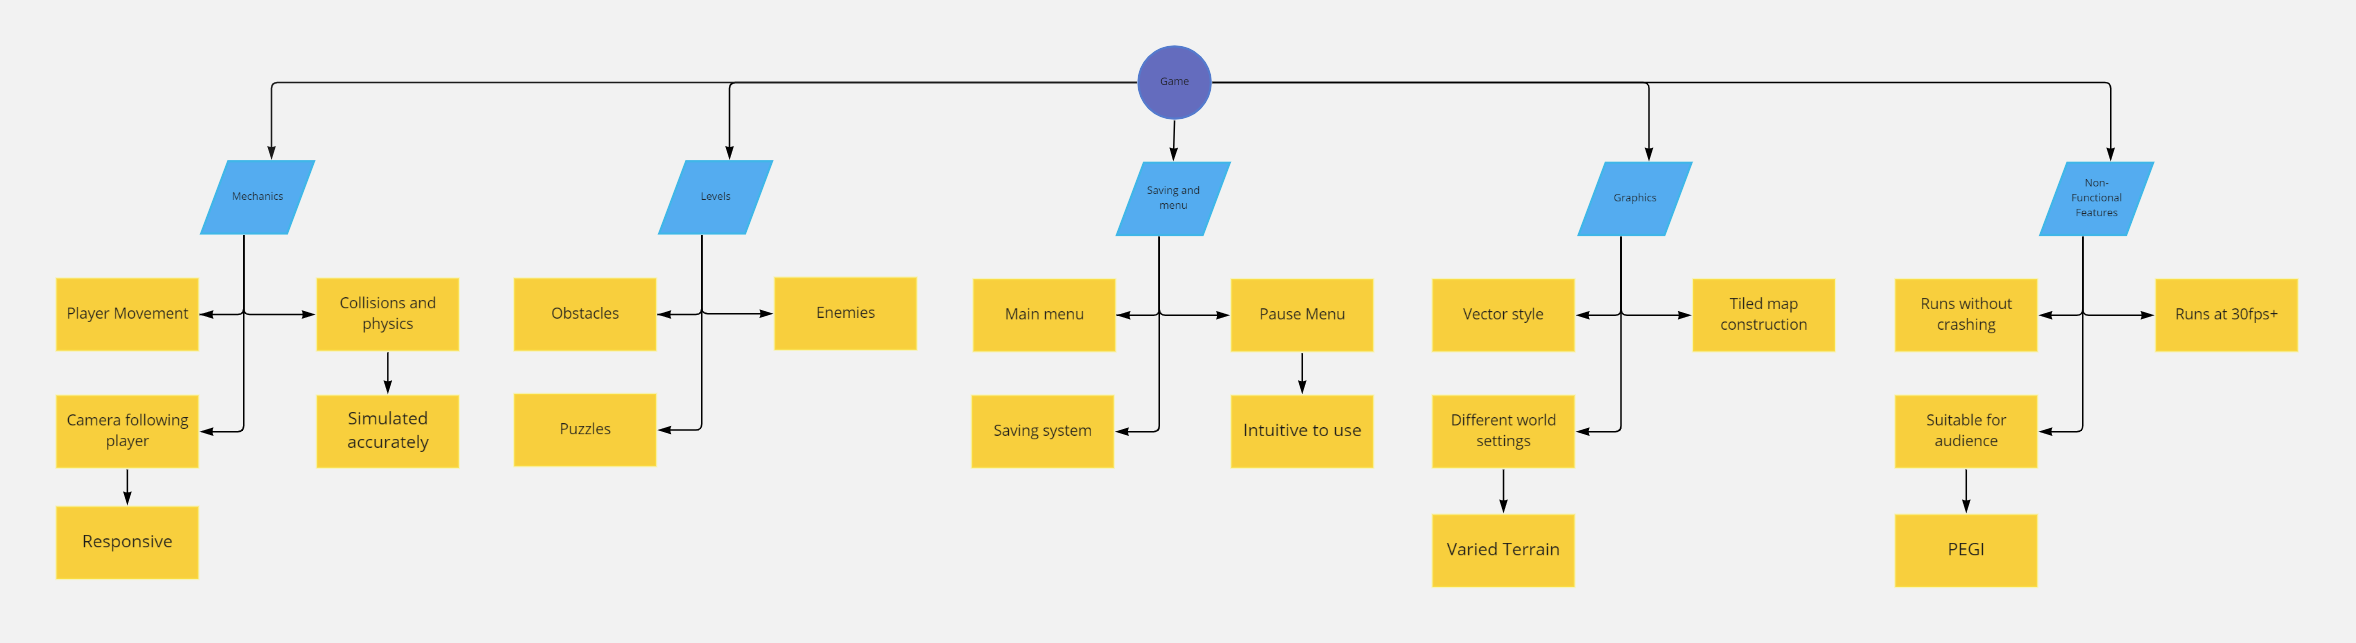 Game
Mechanics
Levels
Saving and
menu
Graphics
Non-
Functional
Features
Player Movement
Collisions and
physics
Obstacles
Enemies
Main menu
Pause Menu
Vector style
Tiled map
construction
Runs without
crashing
Runs at 30fps+
Camera following
player
Simulated
accurately
Puzzles
Saving system
Intuitive to use
Different world
settings
Suitable for
audience
Responsive
Varied Terrain
PEGI